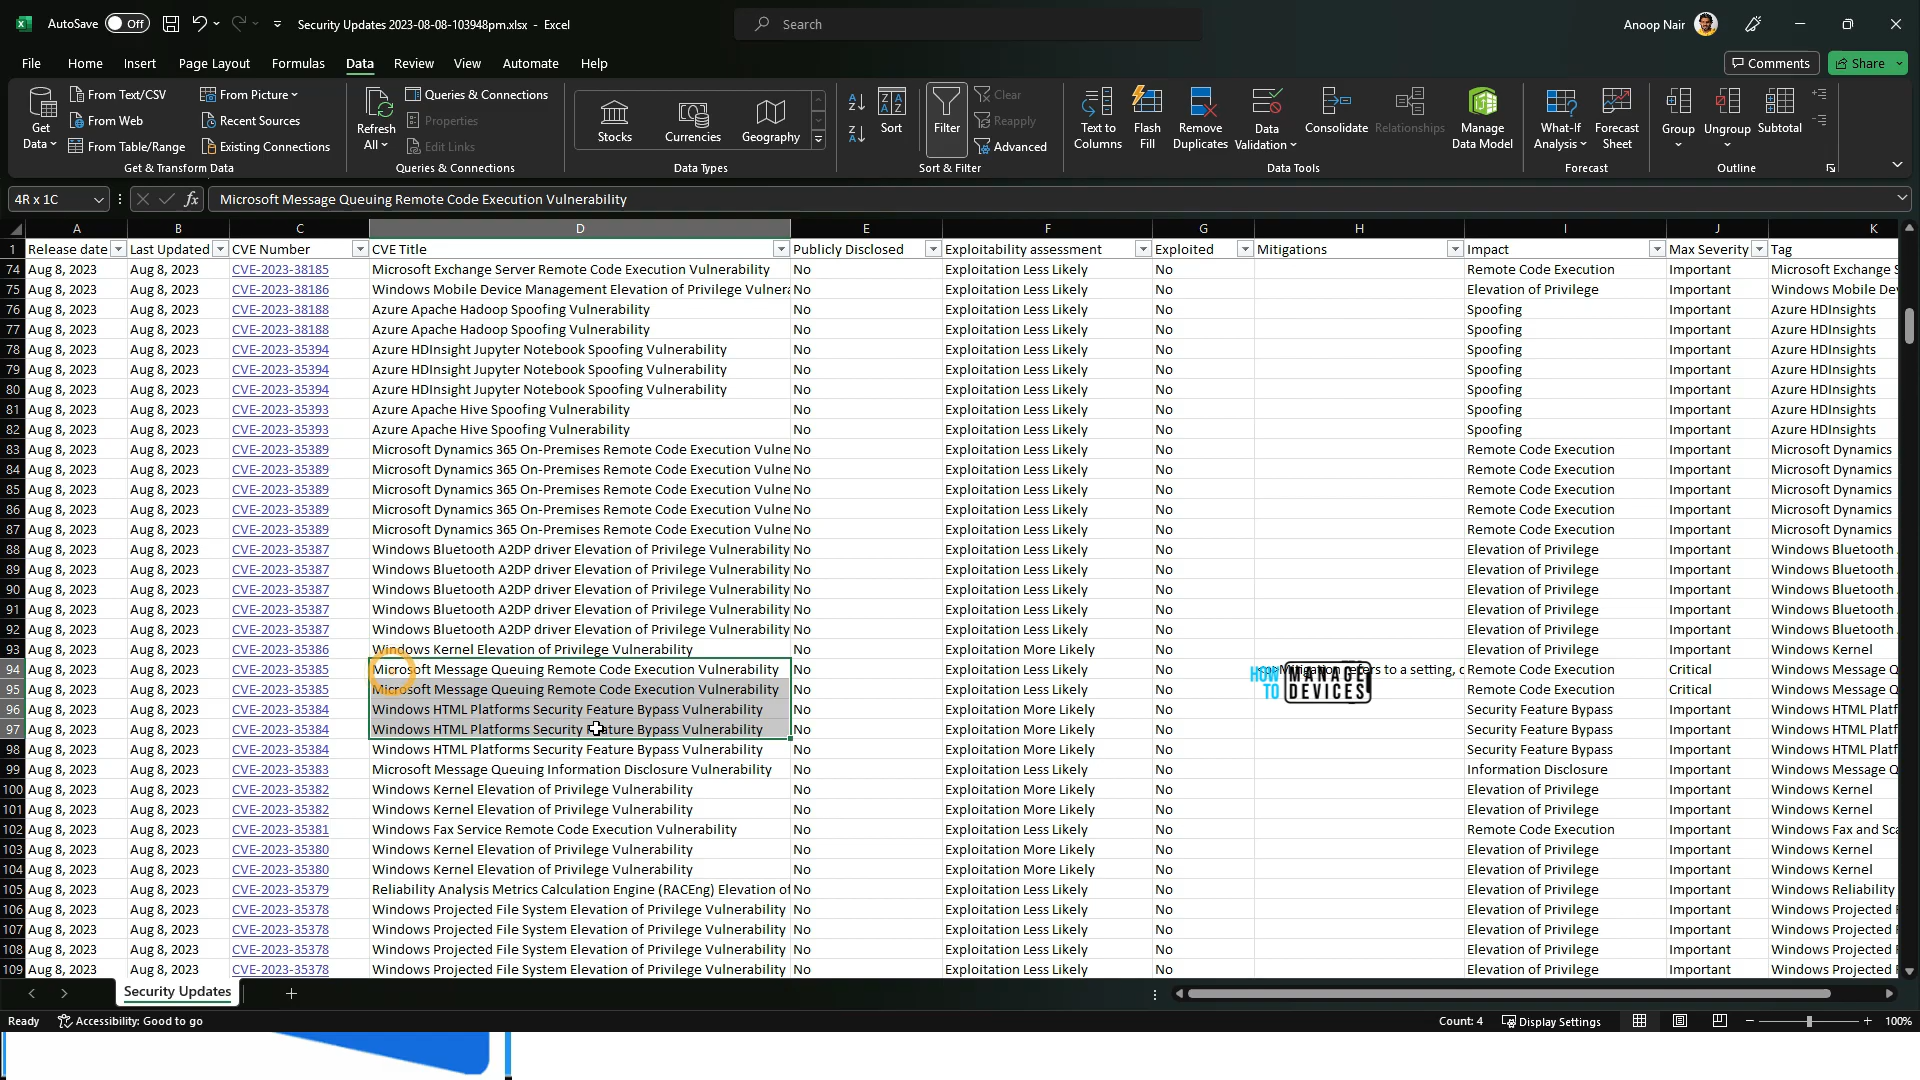 AutoSave Off Security Updates 2023-08-08-103948pm.xlsx - Excel Search Anoop Nair
File Home Insert Page Layout Formulas Data Review View Automate Help Comments Share
Get Data From Text/CSV From Web From Table/Range From Picture Recent Sources Existing Connections
Get & Transform Data
Refresh All Queries & Connections Properties Edit Links
Queries & Connections
Stocks Currencies Geography
Data Types
Sort Filter Clear Reapply Advanced
Sort & Filter
Text to Columns Flash Fill Remove Duplicates Data Validation Consolidate Relationships Manage Data Model
Data Tools
What-If Analysis Forecast Sheet
Forecast
Group Ungroup Subtotal
Outline
4R x 1C fx Microsoft Message Queuing Remote Code Execution Vulnerability
A B C D E F G H I J K
1 Release date Last Updated CVE Number CVE Title Publicly Disclosed Exploitability assessment Exploited Mitigations Impact Max Severity Tag
74 Aug 8, 2023 Aug 8, 2023 CVE-2023-38185 Microsoft Exchange Server Remote Code Execution Vulnerability No Exploitation Less Likely No Remote Code Execution Important Microsoft Exchange S
75 Aug 8, 2023 Aug 8, 2023 CVE-2023-38186 Windows Mobile Device Management Elevation of Privilege Vulnera No Exploitation Less Likely No Elevation of Privilege Important Windows Mobile Dev
76 Aug 8, 2023 Aug 8, 2023 CVE-2023-38188 Azure Apache Hadoop Spoofing Vulnerability No Exploitation Less Likely No Spoofing Important Azure HDInsights
77 Aug 8, 2023 Aug 8, 2023 CVE-2023-38188 Azure Apache Hadoop Spoofing Vulnerability No Exploitation Less Likely No Spoofing Important Azure HDInsights
78 Aug 8, 2023 Aug 8, 2023 CVE-2023-35394 Azure HDInsight Jupyter Notebook Spoofing Vulnerability No Exploitation Less Likely No Spoofing Important Azure HDInsights
79 Aug 8, 2023 Aug 8, 2023 CVE-2023-35394 Azure HDInsight Jupyter Notebook Spoofing Vulnerability No Exploitation Less Likely No Spoofing Important Azure HDInsights
80 Aug 8, 2023 Aug 8, 2023 CVE-2023-35394 Azure HDInsight Jupyter Notebook Spoofing Vulnerability No Exploitation Less Likely No Spoofing Important Azure HDInsights
81 Aug 8, 2023 Aug 8, 2023 CVE-2023-35393 Azure Apache Hive Spoofing Vulnerability No Exploitation Less Likely No Spoofing Important Azure HDInsights
82 Aug 8, 2023 Aug 8, 2023 CVE-2023-35393 Azure Apache Hive Spoofing Vulnerability No Exploitation Less Likely No Spoofing Important Azure HDInsights
83 Aug 8, 2023 Aug 8, 2023 CVE-2023-35389 Microsoft Dynamics 365 On-Premises Remote Code Execution Vulne No Exploitation Less Likely No Remote Code Execution Important Microsoft Dynamics
84 Aug 8, 2023 Aug 8, 2023 CVE-2023-35389 Microsoft Dynamics 365 On-Premises Remote Code Execution Vulne No Exploitation Less Likely No Remote Code Execution Important Microsoft Dynamics
85 Aug 8, 2023 Aug 8, 2023 CVE-2023-35389 Microsoft Dynamics 365 On-Premises Remote Code Execution Vulne No Exploitation Less Likely No Remote Code Execution Important Microsoft Dynamics
86 Aug 8, 2023 Aug 8, 2023 CVE-2023-35389 Microsoft Dynamics 365 On-Premises Remote Code Execution Vulne No Exploitation Less Likely No Remote Code Execution Important Microsoft Dynamics
87 Aug 8, 2023 Aug 8, 2023 CVE-2023-35389 Microsoft Dynamics 365 On-Premises Remote Code Execution Vulne No Exploitation Less Likely No Remote Code Execution Important Microsoft Dynamics
88 Aug 8, 2023 Aug 8, 2023 CVE-2023-35387 Windows Bluetooth A2DP driver Elevation of Privilege Vulnerability No Exploitation Less Likely No Elevation of Privilege Important Windows Bluetooth
89 Aug 8, 2023 Aug 8, 2023 CVE-2023-35387 Windows Bluetooth A2DP driver Elevation of Privilege Vulnerability No Exploitation Less Likely No Elevation of Privilege Important Windows Bluetooth
90 Aug 8, 2023 Aug 8, 2023 CVE-2023-35387 Windows Bluetooth A2DP driver Elevation of Privilege Vulnerability No Exploitation Less Likely No Elevation of Privilege Important Windows Bluetooth
91 Aug 8, 2023 Aug 8, 2023 CVE-2023-35387 Windows Bluetooth A2DP driver Elevation of Privilege Vulnerability No Exploitation Less Likely No Elevation of Privilege Important Windows Bluetooth
92 Aug 8, 2023 Aug 8, 2023 CVE-2023-35387 Windows Bluetooth A2DP driver Elevation of Privilege Vulnerability No Exploitation Less Likely No Elevation of Privilege Important Windows Bluetooth
93 Aug 8, 2023 Aug 8, 2023 CVE-2023-35386 Windows Kernel Elevation of Privilege Vulnerability No Exploitation More Likely No Elevation of Privilege Important Windows Kernel
94 Aug 8, 2023 Aug 8, 2023 CVE-2023-35385 Microsoft Message Queuing Remote Code Execution Vulnerability No Exploitation Less Likely No Mitigation refers to a setting, c Remote Code Execution Critical Windows Message Q
HOW TO MANAGE DEVICES
95 Aug 8, 2023 Aug 8, 2023 CVE-2023-35385 Microsoft Message Queuing Remote Code Execution Vulnerability No Exploitation Less Likely No Remote Code Execution Critical Windows Message Q
96 Aug 8, 2023 Aug 8, 2023 CVE-2023-35384 Windows HTML Platforms Security Feature Bypass Vulnerability No Exploitation More Likely No Security Feature Bypass Important Windows HTML Platf
97 Aug 8, 2023 Aug 8, 2023 CVE-2023-35384 Windows HTML Platforms Security Feature Bypass Vulnerability No Exploitation More Likely No Security Feature Bypass Important Windows HTML Platf
98 Aug 8, 2023 Aug 8, 2023 CVE-2023-35384 Windows HTML Platforms Security Feature Bypass Vulnerability No Exploitation More Likely No Security Feature Bypass Important Windows HTML Platf
99 Aug 8, 2023 Aug 8, 2023 CVE-2023-35383 Microsoft Message Queuing Information Disclosure Vulnerability No Exploitation Less Likely No Information Disclosure Important Windows Message Q
100 Aug 8, 2023 Aug 8, 2023 CVE-2023-35382 Windows Kernel Elevation of Privilege Vulnerability No Exploitation More Likely No Elevation of Privilege Important Windows Kernel
101 Aug 8, 2023 Aug 8, 2023 CVE-2023-35382 Windows Kernel Elevation of Privilege Vulnerability No Exploitation More Likely No Elevation of Privilege Important Windows Kernel
102 Aug 8, 2023 Aug 8, 2023 CVE-2023-35381 Windows Fax Service Remote Code Execution Vulnerability No Exploitation Less Likely No Remote Code Execution Important Windows Fax and Sca
103 Aug 8, 2023 Aug 8, 2023 CVE-2023-35380 Windows Kernel Elevation of Privilege Vulnerability No Exploitation More Likely No Elevation of Privilege Important Windows Kernel
104 Aug 8, 2023 Aug 8, 2023 CVE-2023-35380 Windows Kernel Elevation of Privilege Vulnerability No Exploitation More Likely No Elevation of Privilege Important Windows Kernel
105 Aug 8, 2023 Aug 8, 2023 CVE-2023-35379 Reliability Analysis Metrics Calculation Engine (RACEng) Elevation of No Exploitation Less Likely No Elevation of Privilege Important Windows Reliability
106 Aug 8, 2023 Aug 8, 2023 CVE-2023-35378 Windows Projected File System Elevation of Privilege Vulnerability No Exploitation Less Likely No Elevation of Privilege Important Windows Projected F
107 Aug 8, 2023 Aug 8, 2023 CVE-2023-35378 Windows Projected File System Elevation of Privilege Vulnerability No Exploitation Less Likely No Elevation of Privilege Important Windows Projected F
108 Aug 8, 2023 Aug 8, 2023 CVE-2023-35378 Windows Projected File System Elevation of Privilege Vulnerability No Exploitation Less Likely No Elevation of Privilege Important Windows Projected F
109 Aug 8, 2023 Aug 8, 2023 CVE-2023-35378 Windows Projected File System Elevation of Privilege Vulnerability No Exploitation Less Likely No Elevation of Privilege Important Windows Projected F
Security Updates
Ready Accessibility: Good to go Count: 4 Display Settings 100%